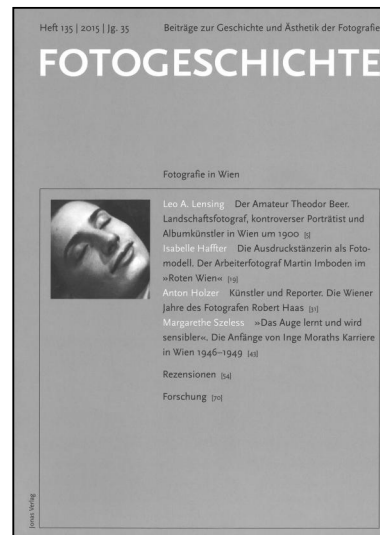 Heft 135 | 2015 | Jg. 35 Beiträge zur Geschichte und Ästhetik der Fotografie
FOTOGESCHICHTE
Fotografie in Wien
Leo A. Lensing Der Amateur Theodor Beer.
Landschaftsfotograf, kontroverser Porträtist und
Albumkünstler in Wien um 1900 [5]
Isabelle Haffter Die Ausdruckstänzerin als Foto-
modell. Der Arbeiterfotograf Martin Imboden im
»Roten Wien« [19]
Anton Holzer Künstler und Reporter. Die Wiener
Jahre des Fotografen Robert Haas [31]
Margarethe Szeless »Das Auge lernt und wird
sensibler«. Die Anfänge von Inge Moraths Karriere
in Wien 1946–1949 [43]
Rezensionen [54]
Forschung [70]
Jonas Verlag